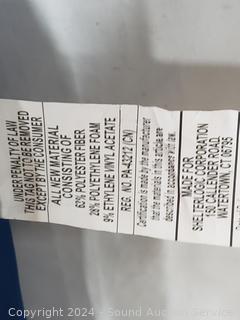 UNDER PENALTY OF LAW
THIS TAG NOT TO BE REMOVED
EXCEPT BY THE CONSUMER
ALL NEW MATERIAL
CONSISTING OF
63% POLYESTER FIBER
28% POLYETHYLENE FOAM
9% ETHYLENE VINYL ACETATE
REG. NO. PA-43212 (CN)
Certification is made by the manufacturer
that the materials in this article are
described in accordance with law.
MADE FOR
SHELTERLOGIC CORPORATION
150 CALLENDER ROAD
WATERTOWN, CT 06795
Copyright © 2024 - Sound Auction Service